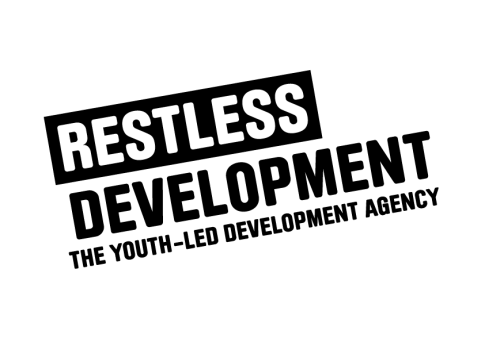 RESTLESS
DEVELOPMENT
THE YOUTH-LED DEVELOPMENT AGENCY